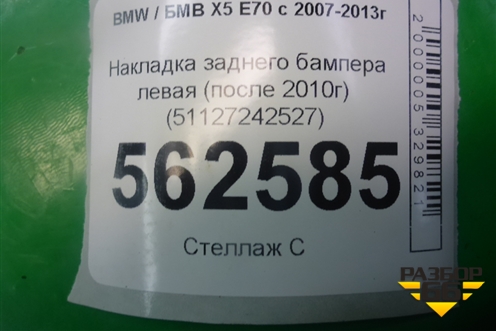 BMW / БМВ X5 E70 с 2007-2013г
Накладка заднего бампера
левая (после 2010г)
(51127242527)
562585
Стеллаж С
2000005329821
РАЗБОР